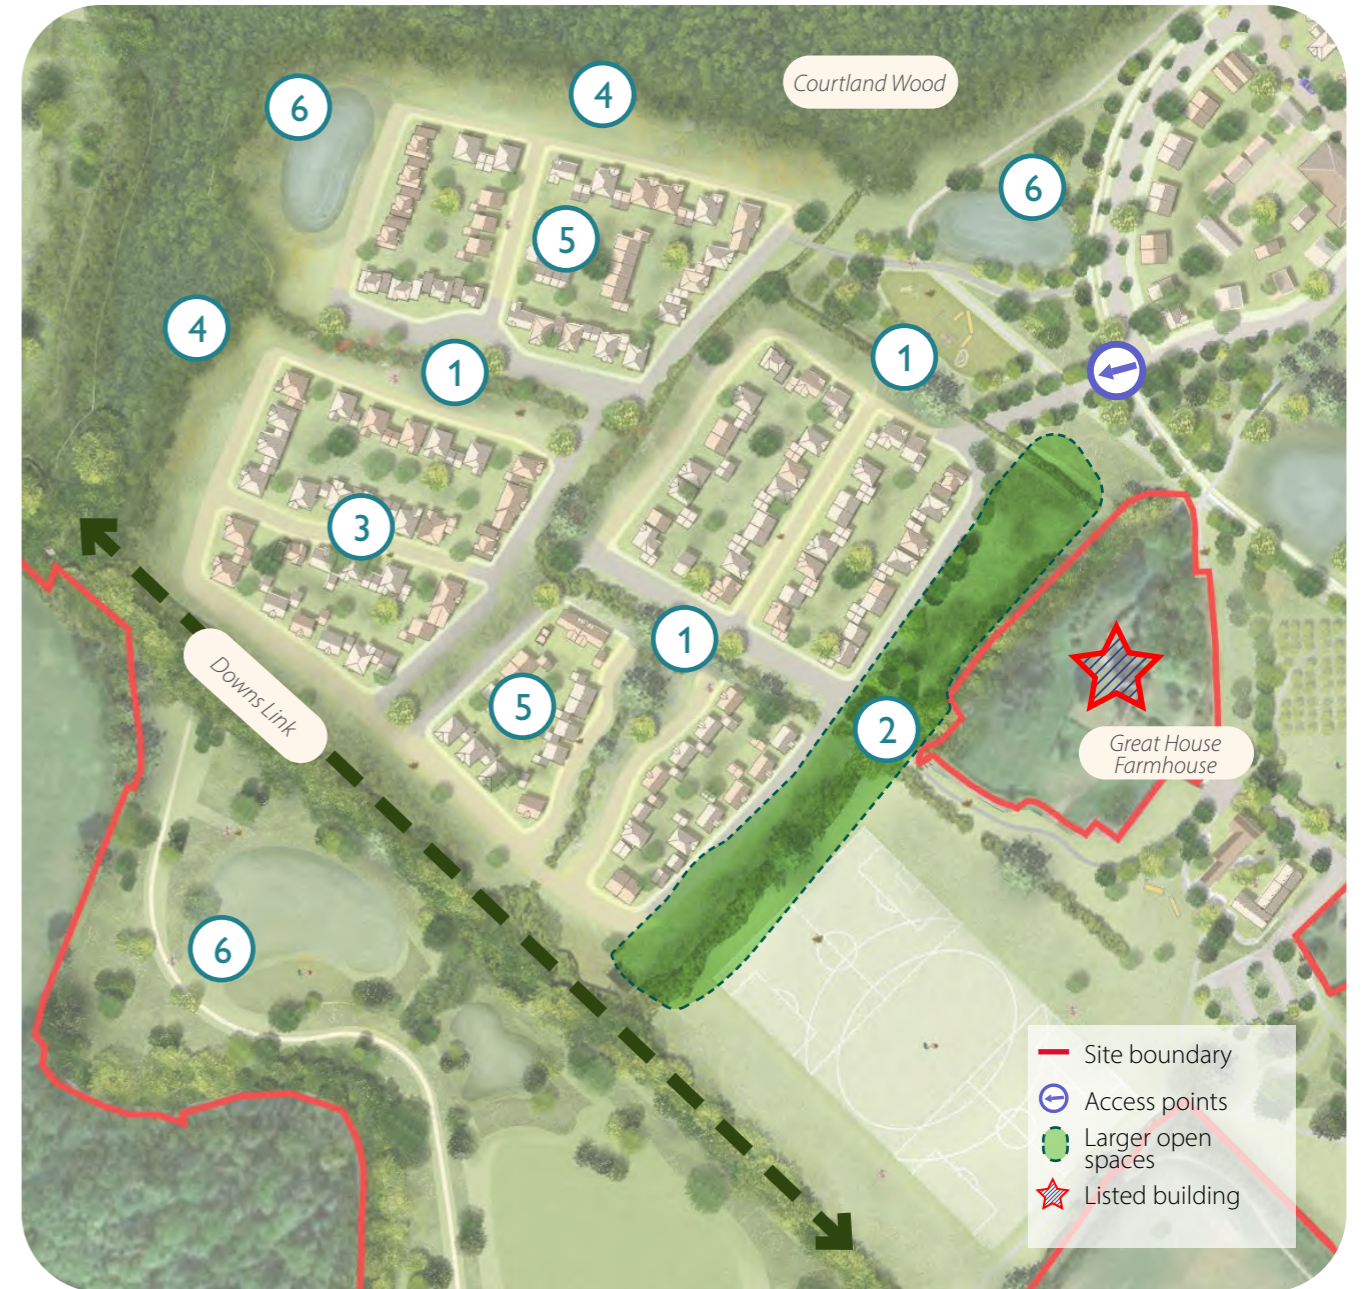 Courtland Wood
6
4
6
5
4
1
1
3
1
Downs Link
5
2
Great House
Farmhouse
6
Site boundary
Access points
Larger open
spaces
Listed building